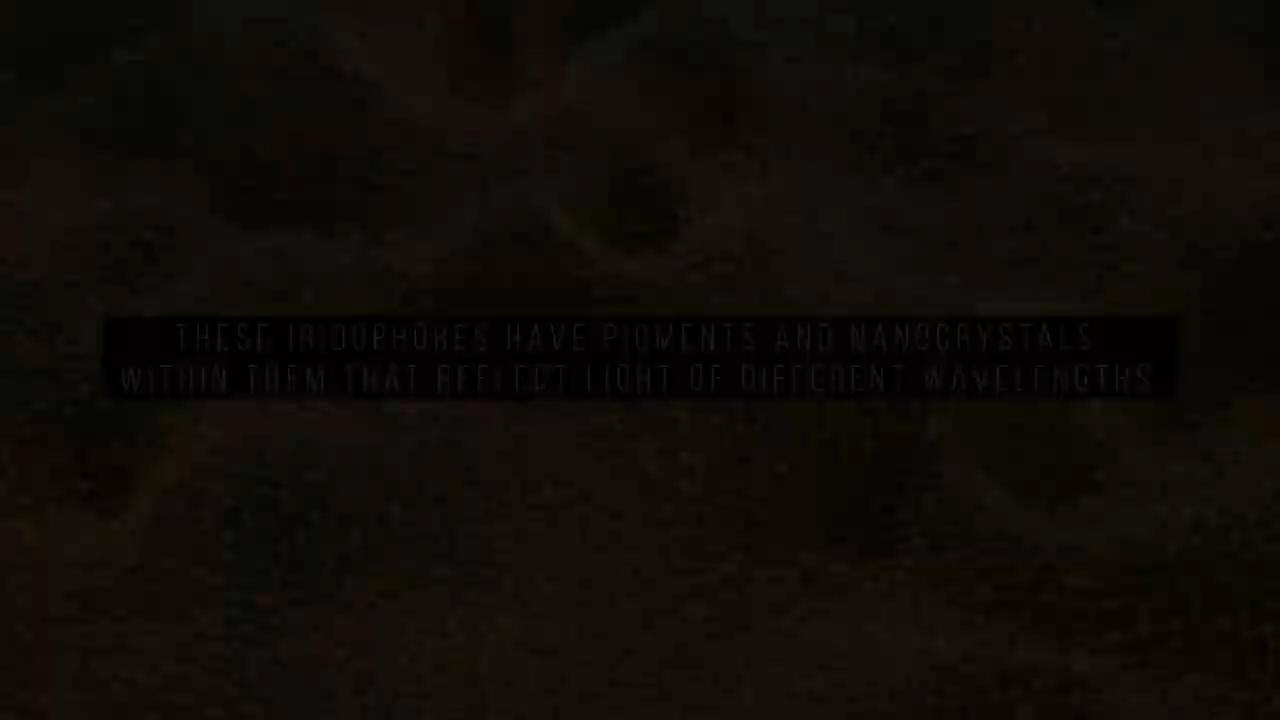 THESE IRIDOPHORES HAVE PIGMENTS AND NANOCRYSTALS
WITHIN THEM THAT REFLECT LIGHT OF DIFFERENT WAVELENGTHS